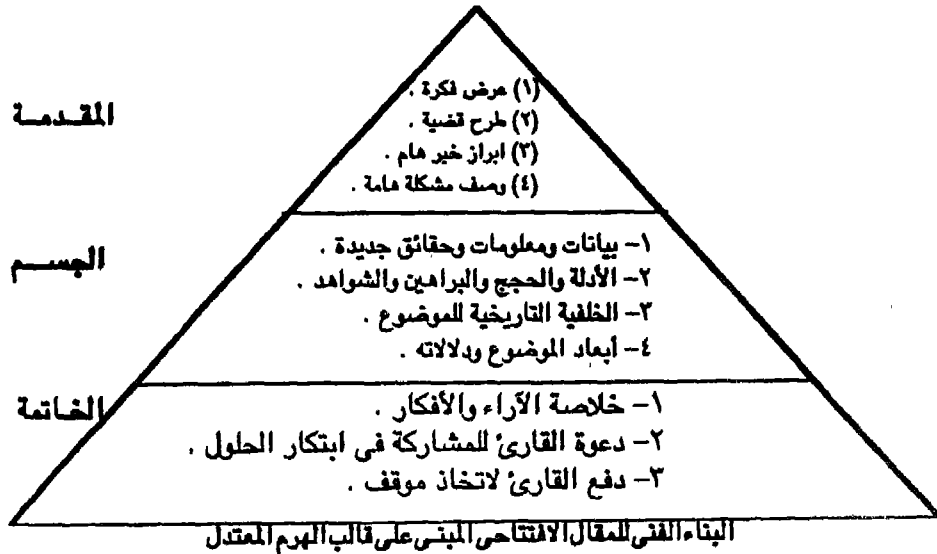 المقدمة
(١) عرض فكرة .
(٢) طرح قضية .
(٣) ابراز خبر هام .
(٤) وصف مشكلة هامة .
الجسم
١- بيانات ومعلومات وحقائق جديدة .
٢- الأدلة والحجج والبراهين والشواهد .
٣- الخلفية التاريخية للموضوع .
٤- أبعاد الموضوع ودلالاته .
الخاتمة
١- خلاصة الآراء والأفكار .
٢- دعوة القارئ للمشاركة فى ابتكار الحلول .
٣- دفع القارئ لاتخاذ موقف .
البناء الفنى للمقال الافتتاحى المبنى على قالب الهرم المعتدل